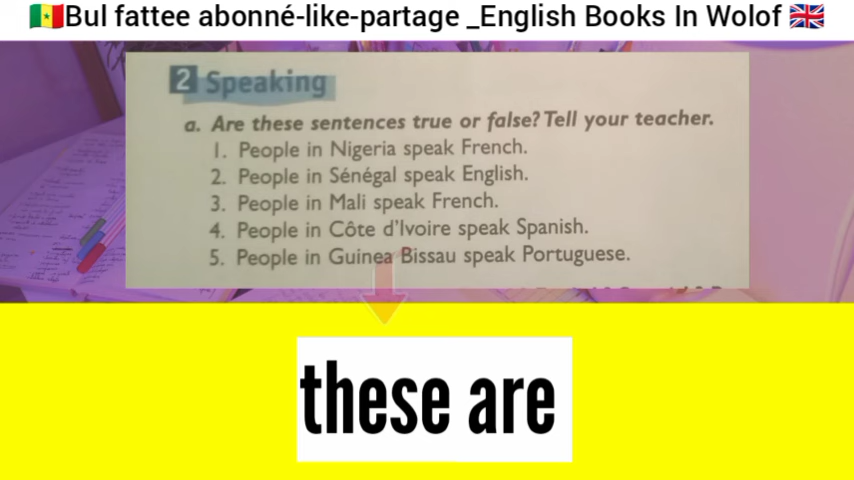 🇸🇳Bul fattee abonné-like-partage _English Books In Wolof 🇬🇧
2 Speaking
a. Are these sentences true or false? Tell your teacher.
1. People in Nigeria speak French.
2. People in Sénégal speak English.
3. People in Mali speak French.
4. People in Côte d'Ivoire speak Spanish.
5. People in Guinea Bissau speak Portuguese.
these are